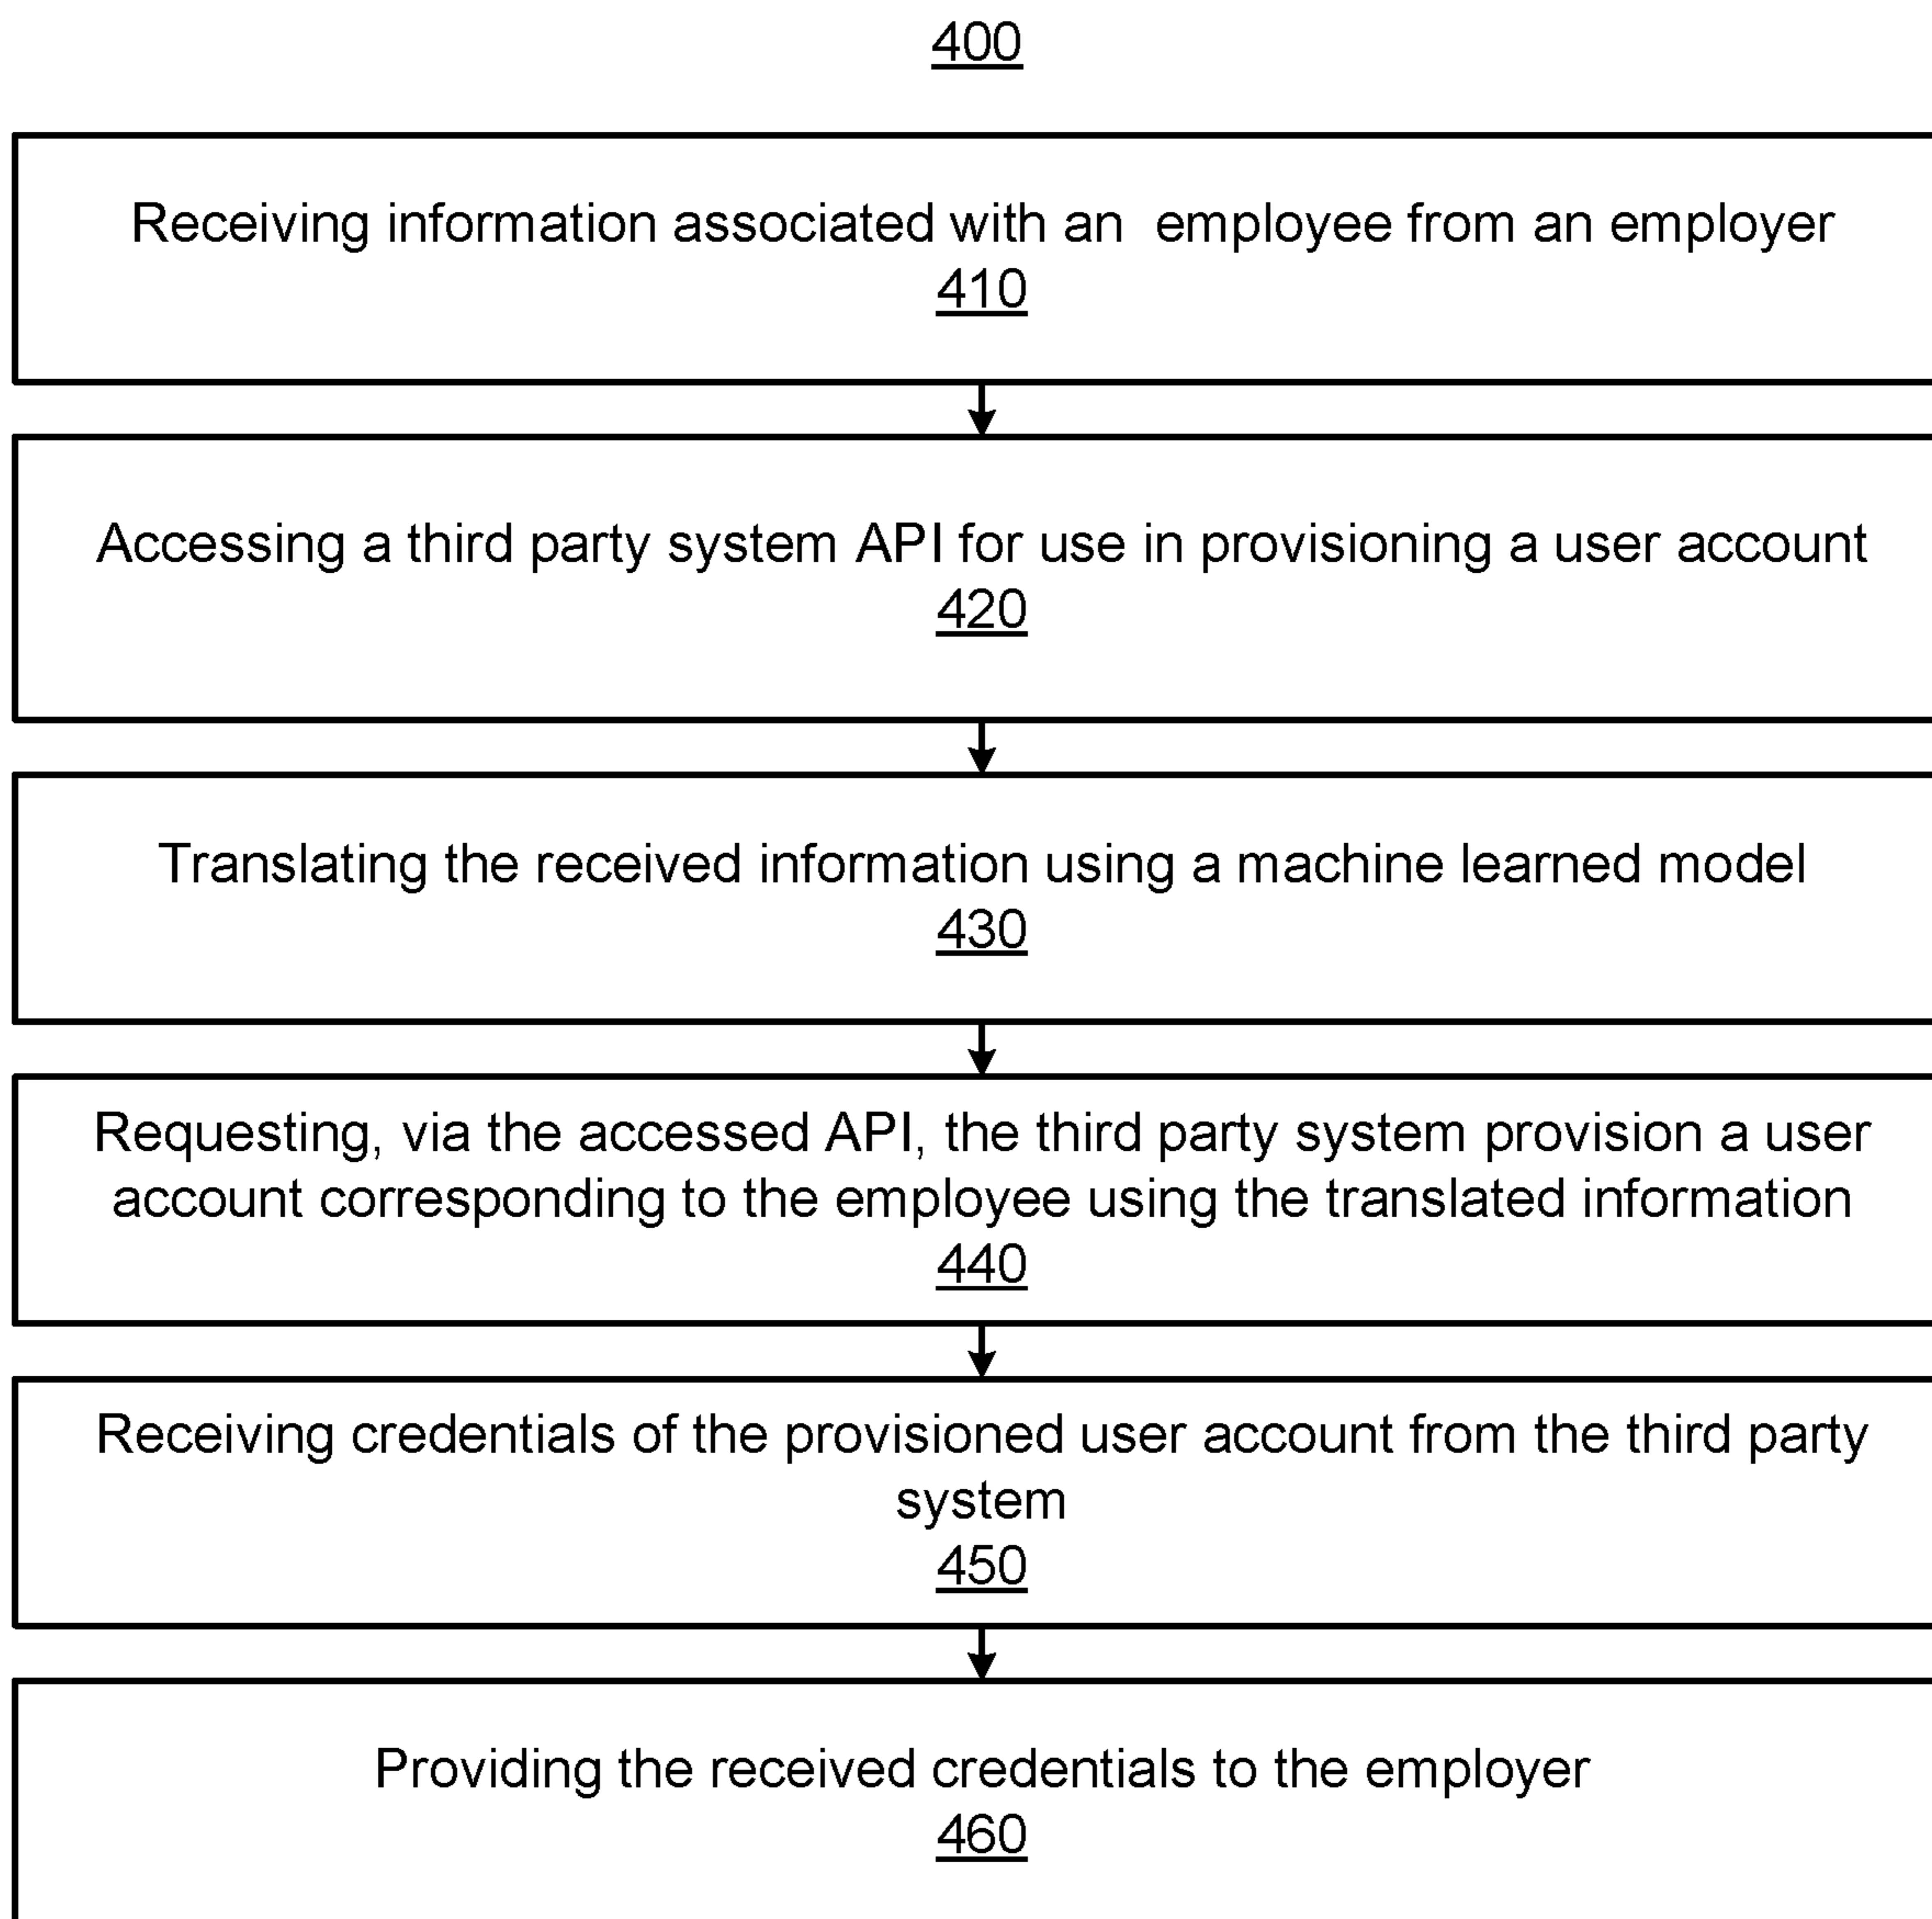 400
Receiving information associated with an  employee from an employer
410
Accessing a third party system API for use in provisioning a user account
420
Translating the received information using a machine learned model
430
Requesting, via the accessed API, the third party system provision a user
account corresponding to the employee using the translated information
440
Receiving credentials of the provisioned user account from the third party
system
450
Providing the received credentials to the employer
460